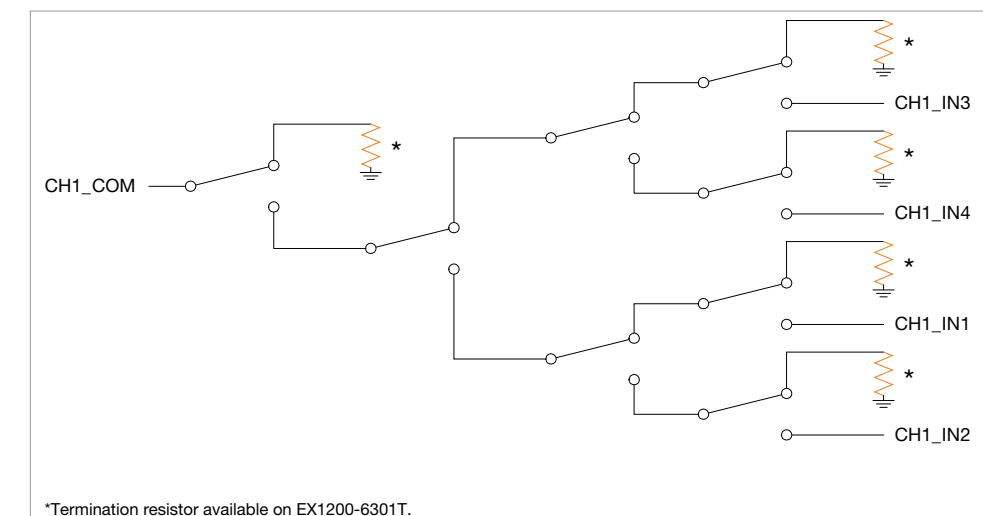 *
CH1_IN3
*
CH1_COM
*
CH1_IN4
*
CH1_IN1
*
CH1_IN2
*Termination resistor available on EX1200-6301T.